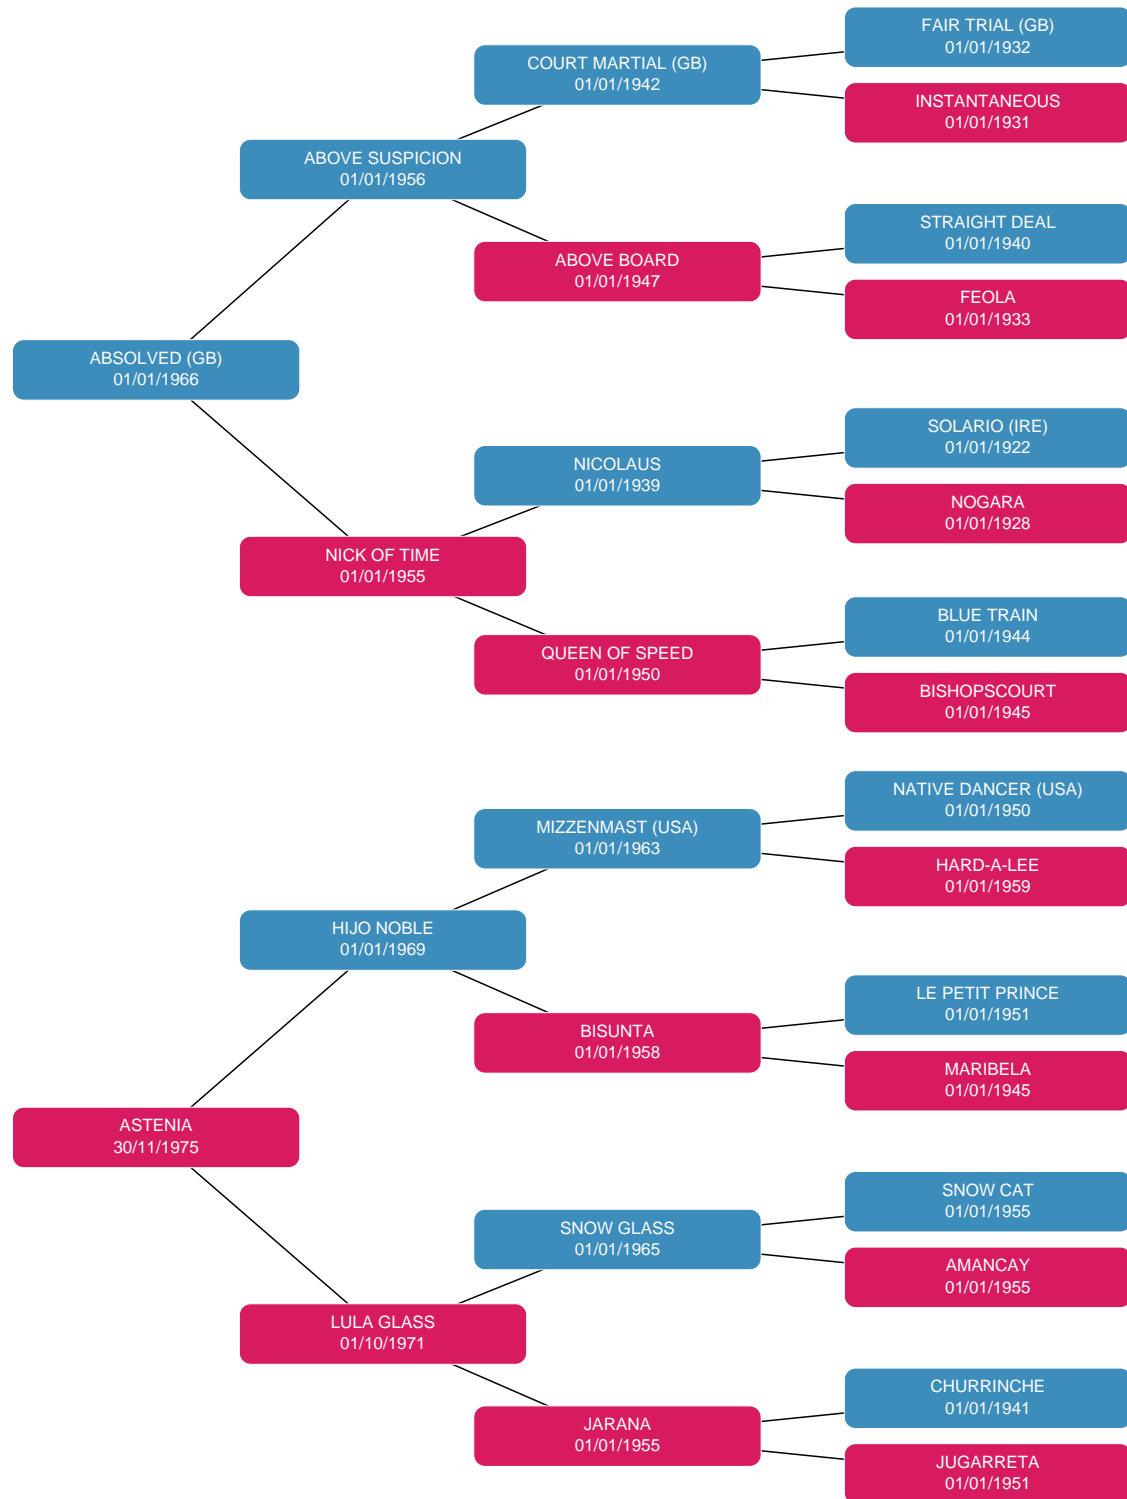 FAIR TRIAL (GB)
01/01/1932
COURT MARTIAL (GB)
01/01/1942
INSTANTANEOUS
01/01/1931
ABOVE SUSPICION
01/01/1956
STRAIGHT DEAL
01/01/1940
ABOVE BOARD
01/01/1947
FEOLA
01/01/1933
ABSOLVED (GB)
01/01/1966
SOLARIO (IRE)
01/01/1922
NICOLAUS
01/01/1939
NOGARA
01/01/1928
NICK OF TIME
01/01/1955
BLUE TRAIN
01/01/1944
QUEEN OF SPEED
01/01/1950
BISHOPSCOURT
01/01/1945
NATIVE DANCER (USA)
01/01/1950
MIZZENMAST (USA)
01/01/1963
HARD-A-LEE
01/01/1959
HIJO NOBLE
01/01/1969
LE PETIT PRINCE
01/01/1951
BISUNTA
01/01/1958
MARIBELA
01/01/1945
ASTENIA
30/11/1975
SNOW CAT
01/01/1955
SNOW GLASS
01/01/1965
AMANCAY
01/01/1955
LULA GLASS
01/10/1971
CHURRINCHE
01/01/1941
JARANA
01/01/1955
JUGARRETA
01/01/1951